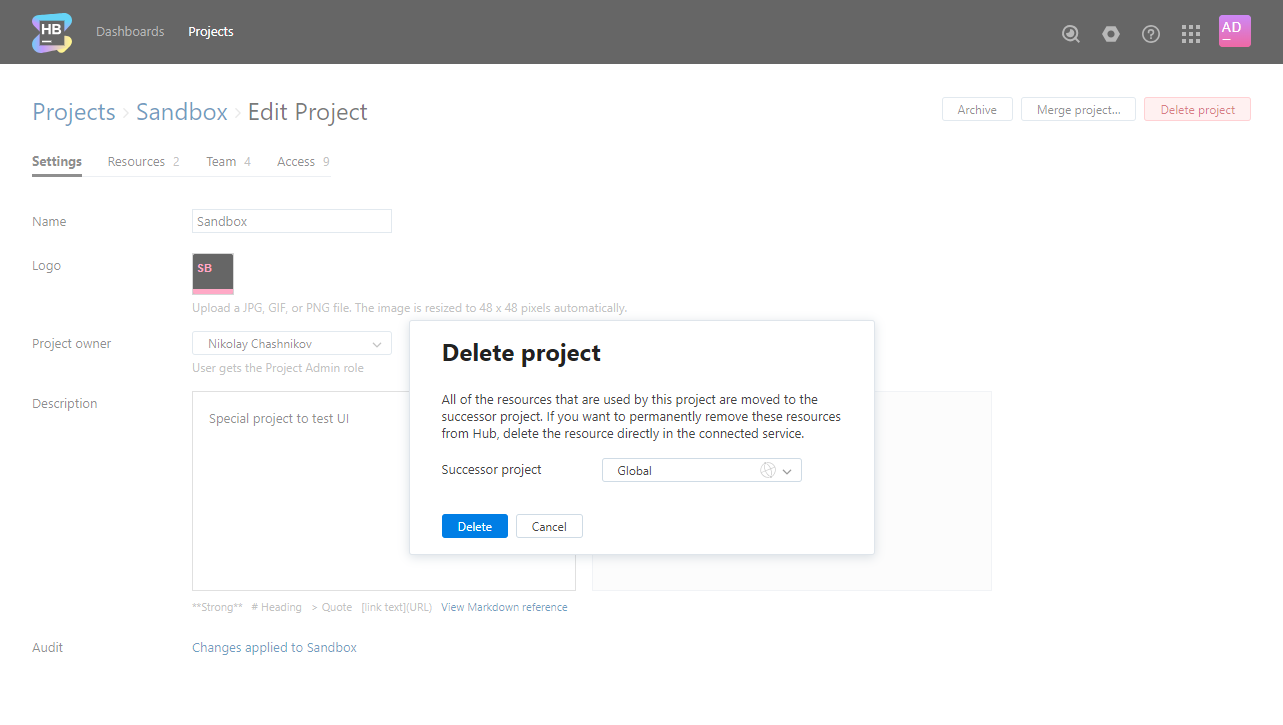 HB
Dashboards
Projects
AD
Projects › Sandbox › Edit Project
Archive
Merge project...
Delete project
Settings
Resources 2
Team 4
Access 9
Name
Sandbox
Logo
SB
Upload a JPG, GIF, or PNG file. The image is resized to 48 x 48 pixels automatically.
Project owner
Nikolay Chashnikov
User gets the Project Admin role
Description
Special project to test UI
Delete project
All of the resources that are used by this project are moved to the
successor project. If you want to permanently remove these resources
from Hub, delete the resource directly in the connected service.
Successor project
Global
Delete
Cancel
**Strong** # Heading > Quote [link text](URL) View Markdown reference
Audit
Changes applied to Sandbox